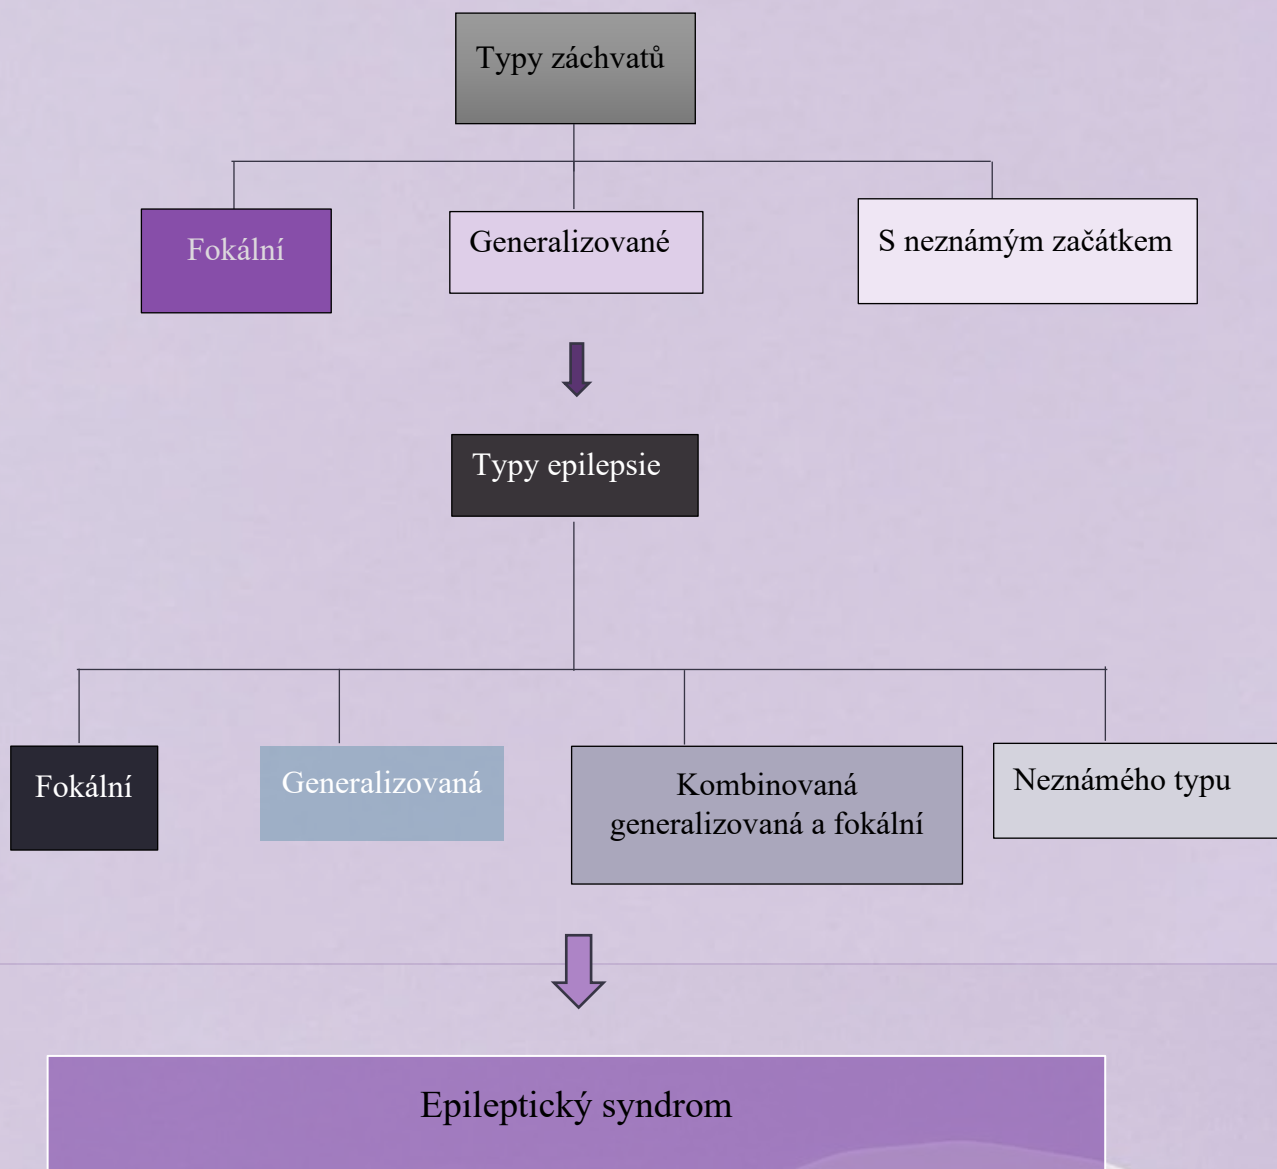 Typy záchvatů
Fokální
Generalizované
S neznámým začátkem
Typy epilepsie
Fokální
Generalizovaná
Kombinovaná
generalizovaná a fokální
Neznámého typu
Epileptický syndrom